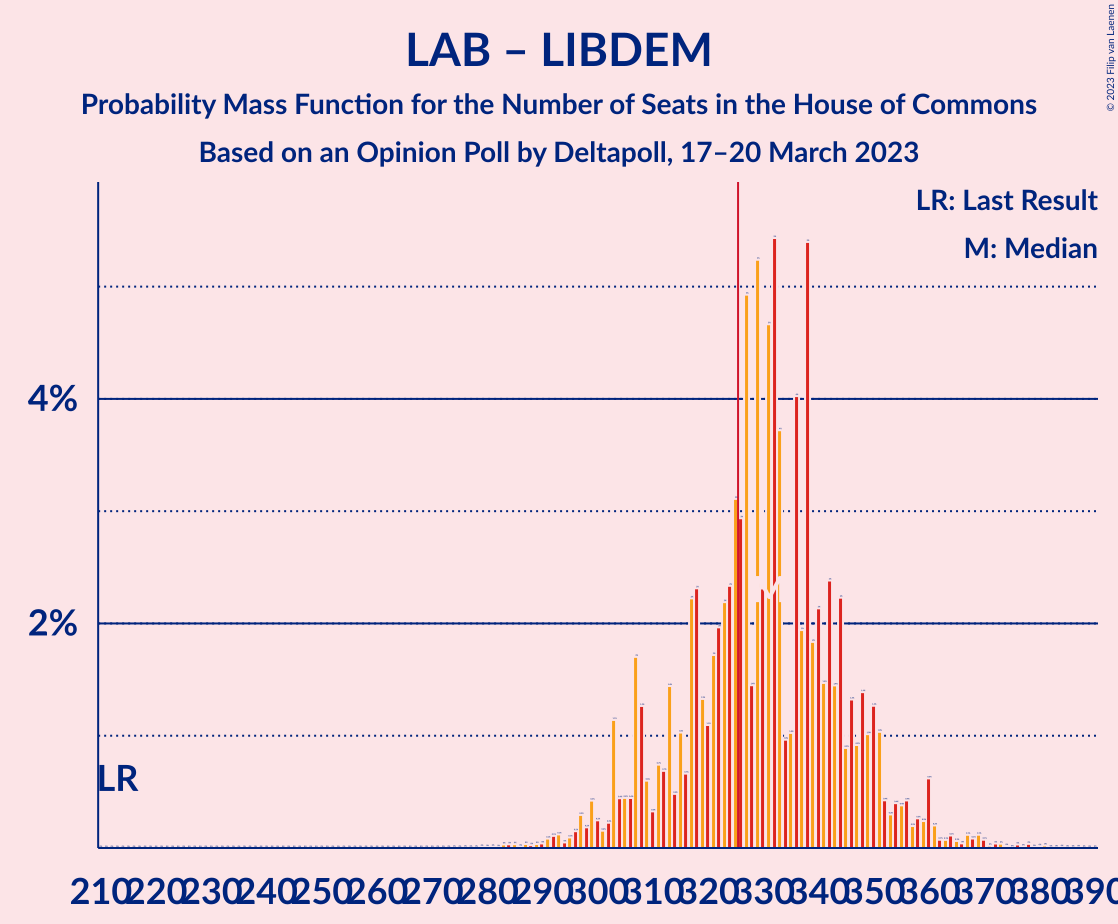 LAB – LIBDEM
Probability Mass Function for the Number of Seats in the House of Commons
Based on an Opinion Poll by Deltapoll, 17–20 March 2023
© 2023 Filip van Laenen
LR: Last Result
M: Median
4%
2%
LR
M
210 220 230 240 250 260 270 280 290 300 310 320 330 340 350 360 370 380 390